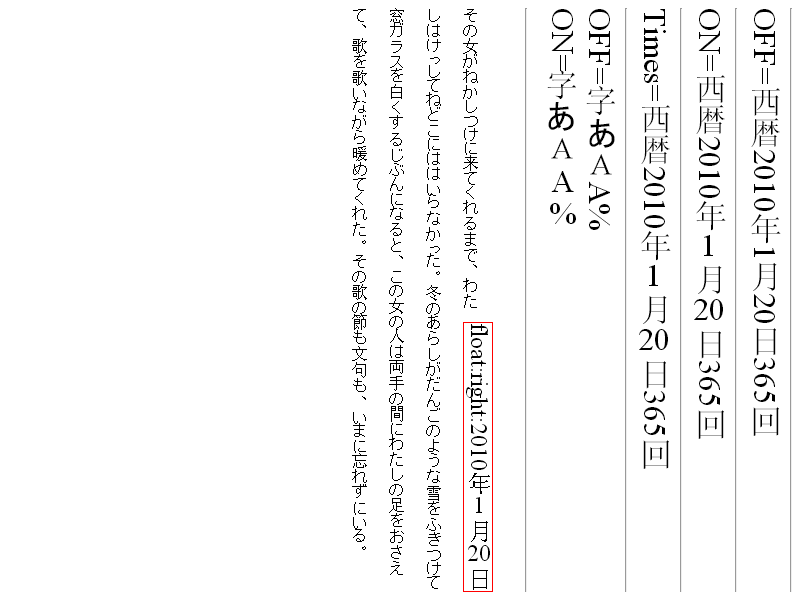 OFF=西暦2010年1月20日365回
ON=西暦2010年1月20日365回
Times=西暦2010年1月20日365回
OFF=字あＡA%
ON=字あＡA%
その女がねかしつけに来てくれるまで、わた
float:right:2010年1月20日
しはけっしてねどこにははいらなかった。冬のあらしがだんごのような雪をふきつけて
窓ガラスを白くするじぶんになると、この女の人は両手の間にわたしの足をおさえ
て、歌を歌いながら暖めてくれた。その歌の節も文句も、いまに忘れずにいる。